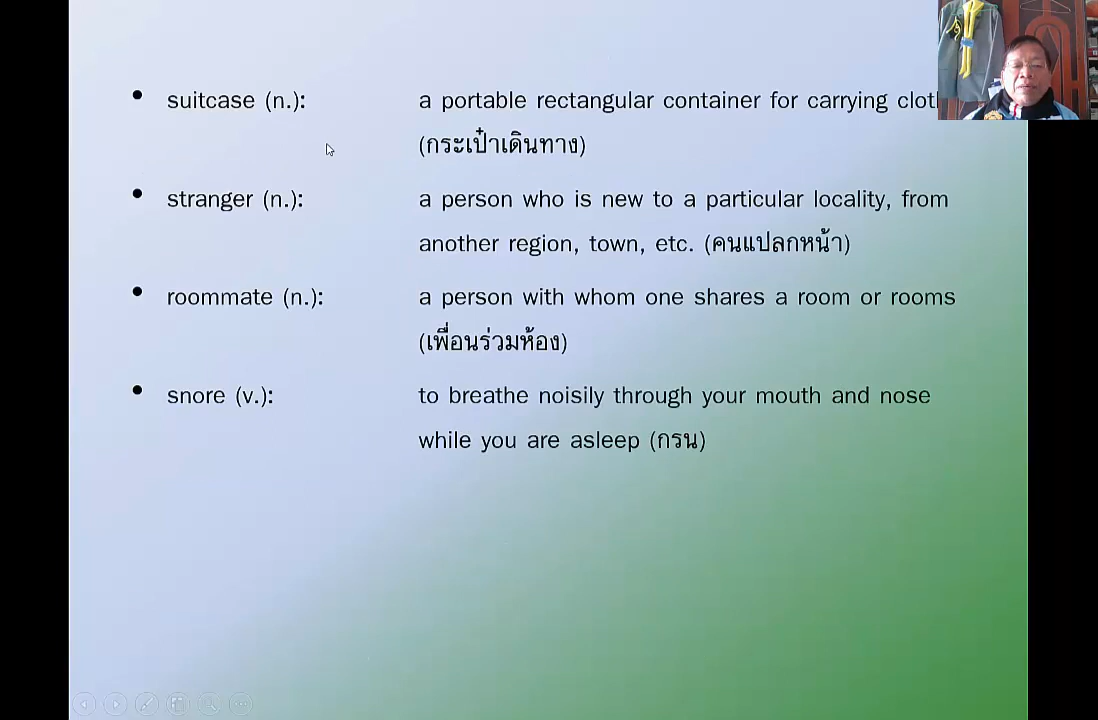 • suitcase (n.): a portable rectangular container for carrying
(กระเป๋าเดินทาง)
• stranger (n.): a person who is new to a particular locality, from
another region, town, etc. (คนแปลกหน้า)
• roommate (n.): a person with whom one shares a room or rooms
(เพื่อนร่วมห้อง)
• snore (v.): to breathe noisily through your mouth and nose
while you are asleep (กรน)